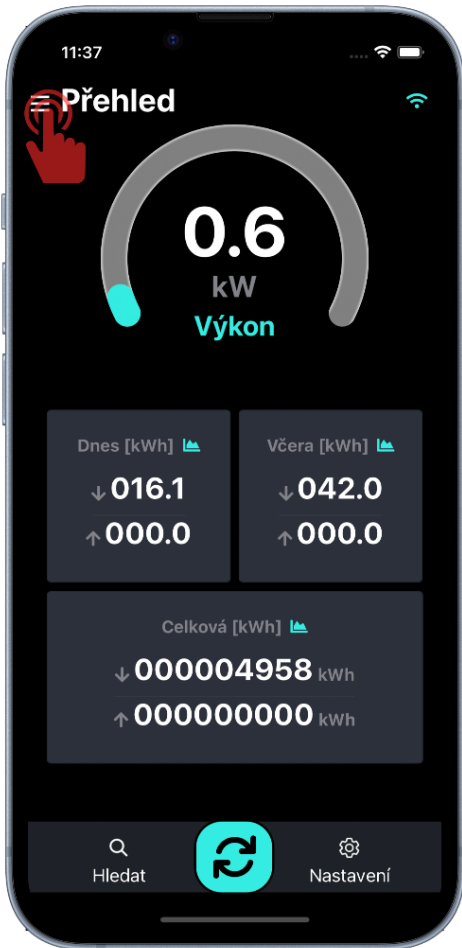 11:37
Přehled
0.6
kW
Výkon
Dnes [kWh]
Včera [kWh]
↓016.1
↓042.0
↑000.0
↑000.0
Celková [kWh]
↓000004958 kWh
↑000000000 kWh
Hledat
Nastavení